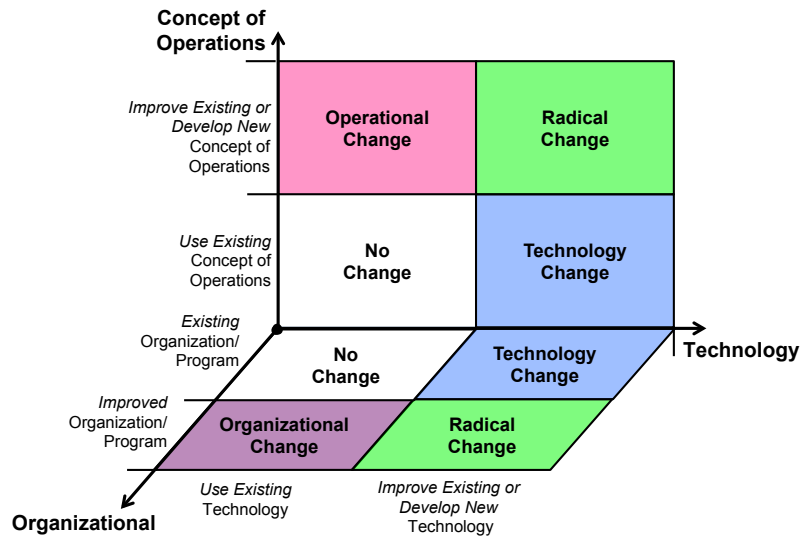 Concept of
Operations
Improve Existing or
Develop New
Concept of
Operations
Operational
Change
Radical
Change
Use Existing
Concept of
Operations
No
Change
Technology
Change
Existing
Organization/
Program
No
Change
Technology
Change
Technology
Improved
Organization/
Program
Organizational
Change
Radical
Change
Use Existing
Technology
Improve Existing or
Develop New
Technology
Organizational